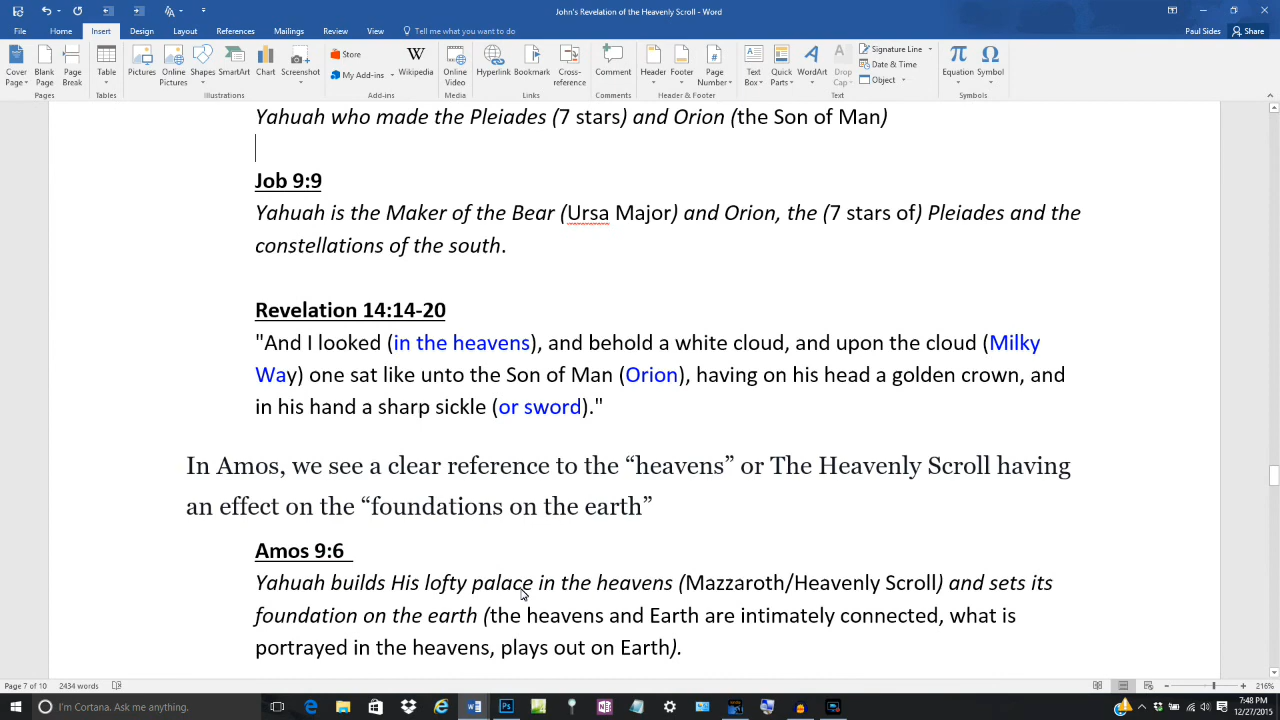 John's Revelation of the Heavenly Scroll - Word
Paul Sides
Share
File Home Insert Design Layout References Mailings Review View Tell me what you want to do
Cover Page
Blank Page
Page Break
Pages
Table
Tables
Pictures
Online Pictures
Shapes
SmartArt
Chart
Screenshot
Illustrations
Store
My Add-ins
Wikipedia
Add-ins
Online Video
Media
Hyperlink
Bookmark
Cross-reference
Links
Comment
Comments
Header
Footer
Page Number
Header & Footer
Text Box
Quick Parts
WordArt
Drop Cap
Signature Line
Date & Time
Object
Text
Equation
Symbol
Symbols
Yahuah who made the Pleiades (7 stars) and Orion (the Son of Man)
Job 9:9
Yahuah is the Maker of the Bear (Ursa Major) and Orion, the (7 stars of) Pleiades and the
constellations of the south.
Revelation 14:14-20
"And I looked (in the heavens), and behold a white cloud, and upon the cloud (Milky
Way) one sat like unto the Son of Man (Orion), having on his head a golden crown, and
in his hand a sharp sickle (or sword)."
In Amos, we see a clear reference to the “heavens” or The Heavenly Scroll having
an effect on the “foundations on the earth”
Amos 9:6
Yahuah builds His lofty palace in the heavens (Mazzaroth/Heavenly Scroll) and sets its
foundation on the earth (the heavens and Earth are intimately connected, what is
portrayed in the heavens, plays out on Earth).
Page 7 of 10 2434 words
216%
I'm Cortana. Ask me anything.
7:48 PM
12/27/2015